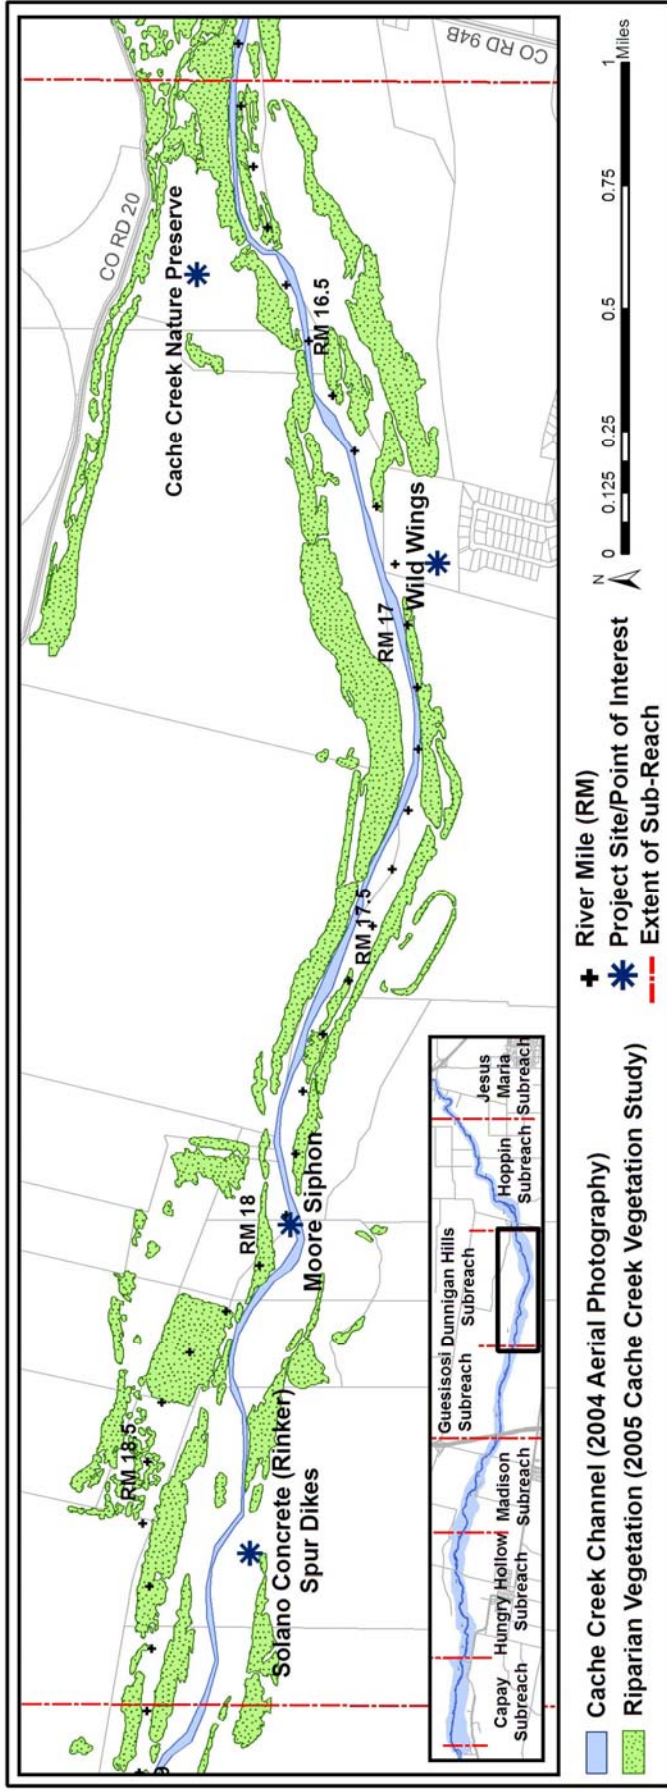 CO RD 94B
CO RD 20
Cache Creek Nature Preserve
RM 16.5
Wild Wings
RM 17
RM 17.5
RM 18
Moore Siphon
RM 18.5
Solano Concrete (Rinker)
Spur Dikes
Capay
Subreach
Hungry Hollow
Subreach
Madison
Subreach
Guesisosi
Subreach
Dunnigan Hills
Subreach
Hoppin
Subreach
Jesus
Maria
Subreach
Cache Creek Channel (2004 Aerial Photography)
Riparian Vegetation (2005 Cache Creek Vegetation Study)
River Mile (RM)
Project Site/Point of Interest
Extent of Sub-Reach
N
0 0.125 0.25 0.5 0.75 1
Miles